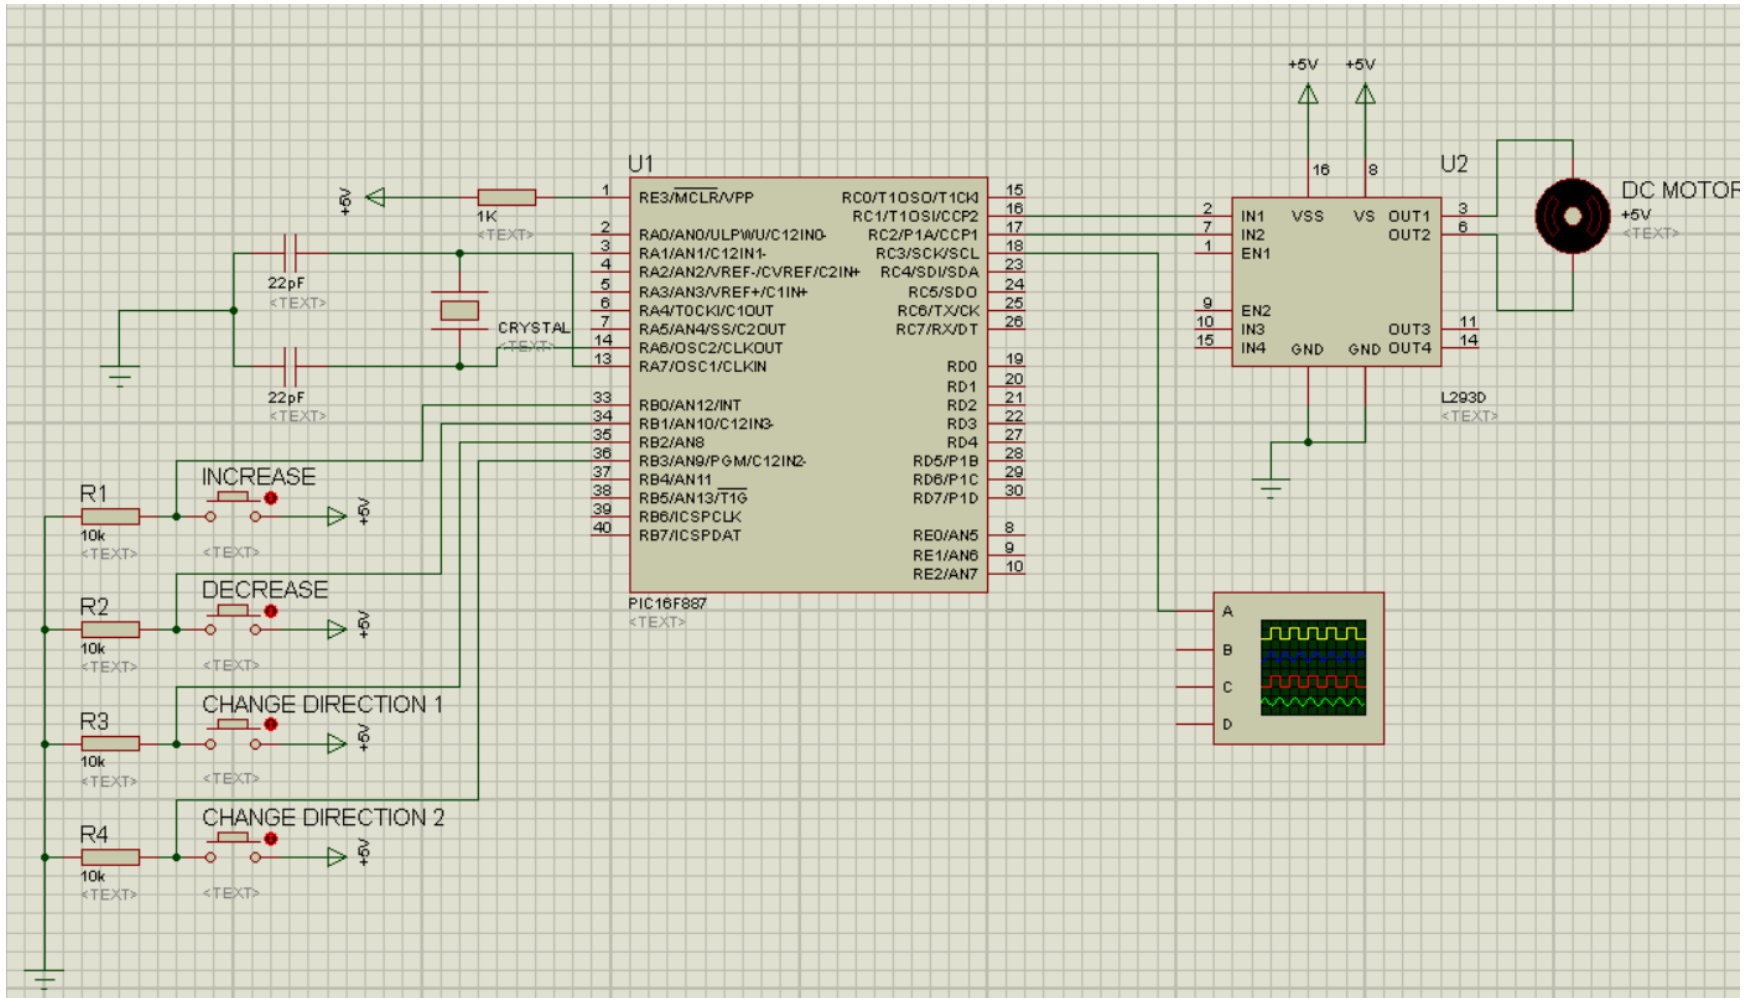 +5V
+5V
U1
U2
16
8
+5V
1K
<TEXT>
1
RE3/MCLR/VPP
2
RA0/AN0/ULPWU/C12IN0-
3
RA1/AN1/C12IN1-
4
RA2/AN2/VREF-/CVREF/C2IN+
5
RA3/AN3/VREF+/C1IN+
6
RA4/T0CKI/C1OUT
7
RA5/AN4/SS/C2OUT
14
RA6/OSC2/CLKOUT
13
RA7/OSC1/CLKIN
33
RB0/AN12/INT
34
RB1/AN10/C12IN3-
35
RB2/AN8
36
RB3/AN9/PGM/C12IN2-
37
RB4/AN11
38
RB5/AN13/T1G
39
RB6/ICSPCLK
40
RB7/ICSPDAT
RC0/T1OSO/T1CKI
15
RC1/T1OSI/CCP2
16
RC2/P1A/CCP1
17
RC3/SCK/SCL
18
RC4/SDI/SDA
23
RC5/SDO
24
RC6/TX/CK
25
RC7/RX/DT
26
RD0
19
RD1
20
RD2
21
RD3
22
RD4
27
RD5/P1B
28
RD6/P1C
29
RD7/P1D
30
RE0/AN5
8
RE1/AN6
9
RE2/AN7
10
PIC16F887
<TEXT>
22pF
<TEXT>
CRYSTAL
<TEXT>
22pF
<TEXT>
2
IN1
7
IN2
1
EN1
9
EN2
10
IN3
15
IN4
VSS
VS
OUT1
3
OUT2
6
OUT3
11
OUT4
14
GND
GND
L293D
<TEXT>
DC MOTOR
+5V
<TEXT>
INCREASE
R1
10k
<TEXT>
<TEXT>
+5V
DECREASE
R2
10k
<TEXT>
<TEXT>
+5V
CHANGE DIRECTION 1
R3
10k
<TEXT>
<TEXT>
+5V
CHANGE DIRECTION 2
R4
10k
<TEXT>
<TEXT>
+5V
A
B
C
D